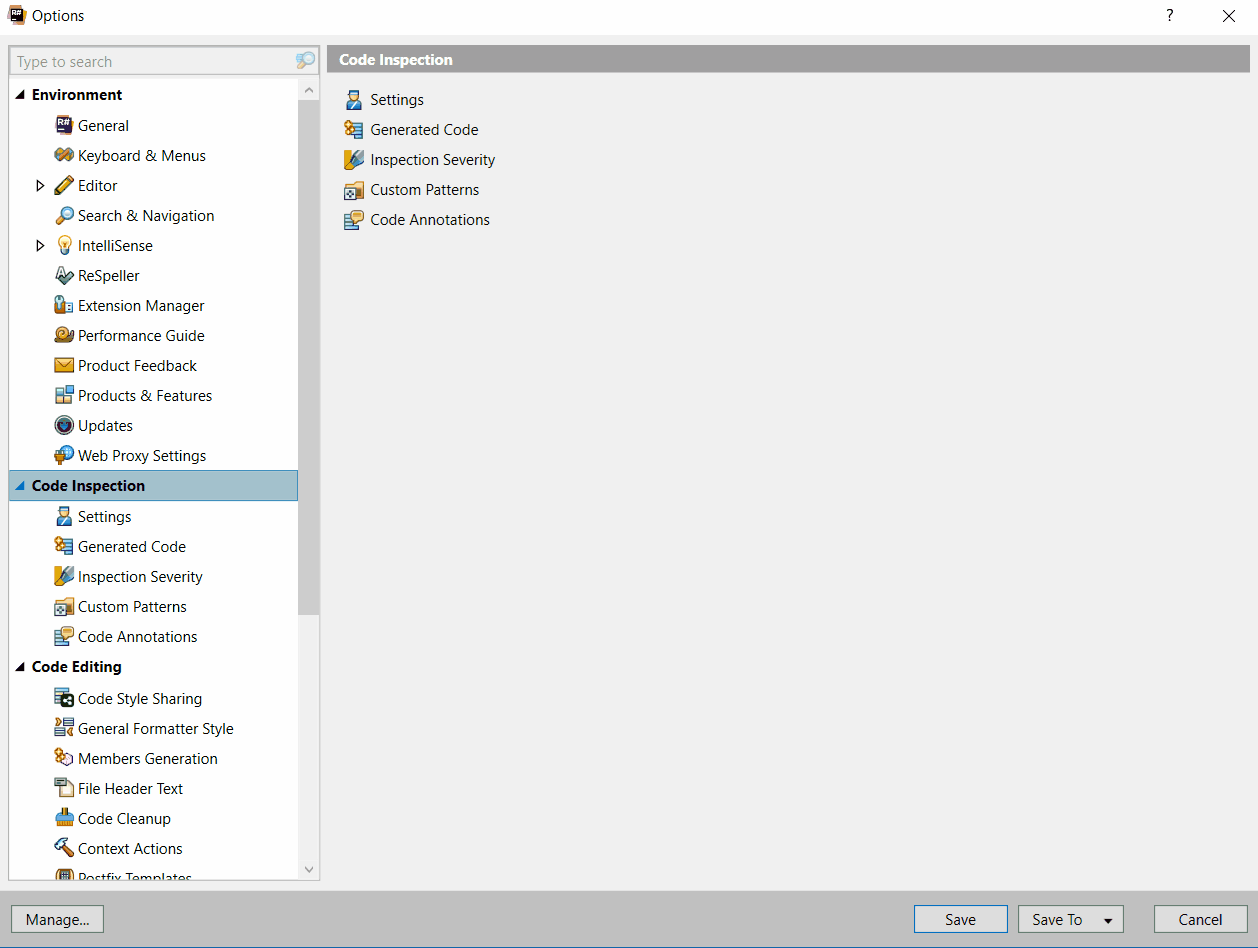 Options
?
Type to search
Environment
General
Keyboard & Menus
Editor
Search & Navigation
IntelliSense
ReSpeller
Extension Manager
Performance Guide
Product Feedback
Products & Features
Updates
Web Proxy Settings
Code Inspection
Settings
Generated Code
Inspection Severity
Custom Patterns
Code Annotations
Code Editing
Code Style Sharing
General Formatter Style
Members Generation
File Header Text
Code Cleanup
Context Actions
Postfix Templates
Code Inspection
Settings
Generated Code
Inspection Severity
Custom Patterns
Code Annotations
Manage...
Save
Save To
Cancel